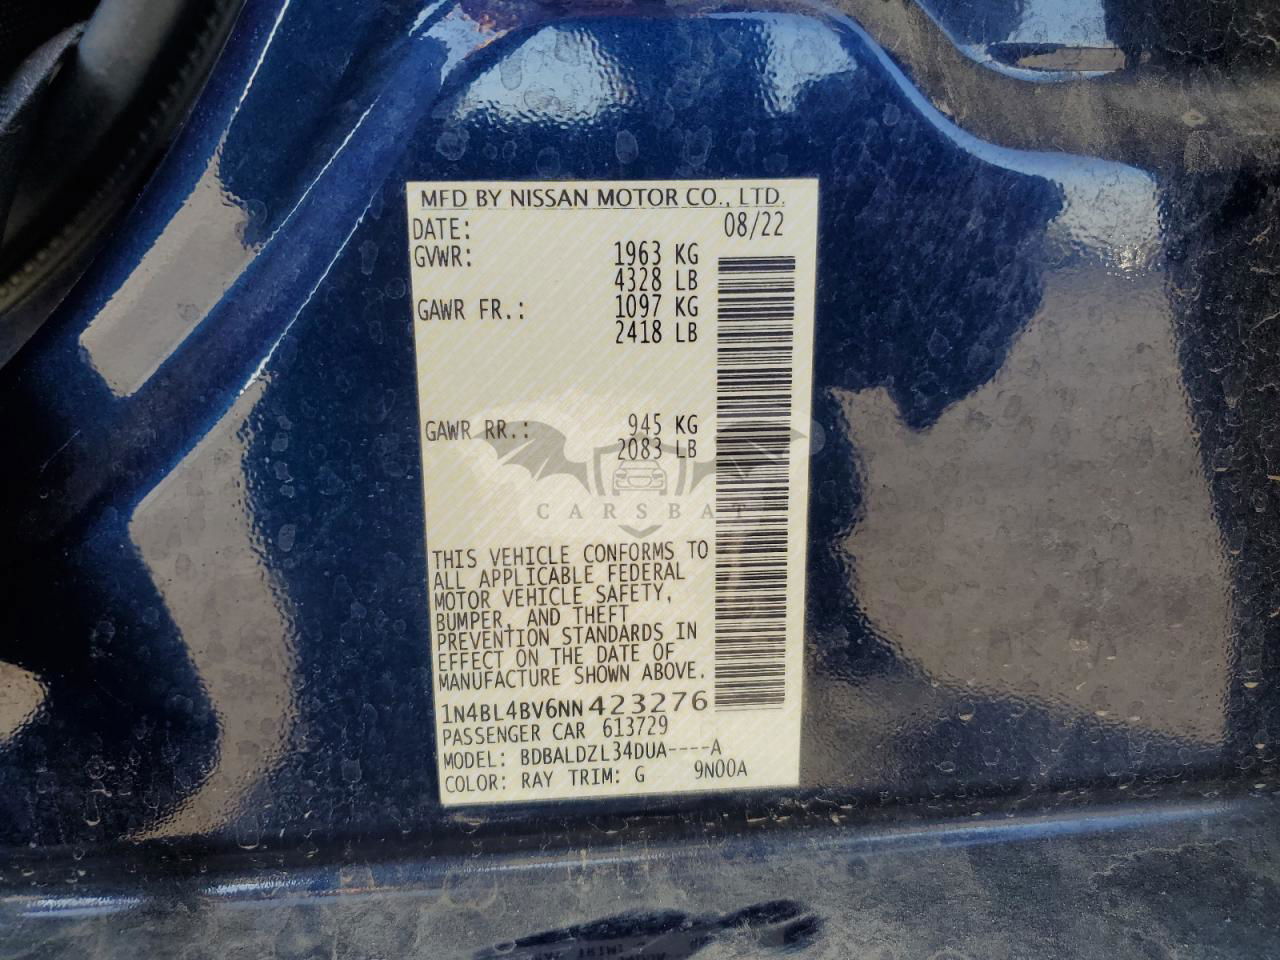 MFD BY NISSAN MOTOR CO., LTD.
DATE: 08/22
GVWR: 1963 KG
4328 LB
GAWR FR.: 1097 KG
2418 LB
GAWR RR.: 945 KG
2083 LB
CARSBAT
THIS VEHICLE CONFORMS TO
ALL APPLICABLE FEDERAL
MOTOR VEHICLE SAFETY,
BUMPER, AND THEFT
PREVENTION STANDARDS IN
EFFECT ON THE DATE OF
MANUFACTURE SHOWN ABOVE.
1N4BL4BV6NN423276
PASSENGER CAR 613729
MODEL: BDBALDZL34DUA----A
COLOR: RAY TRIM: G 9N00A